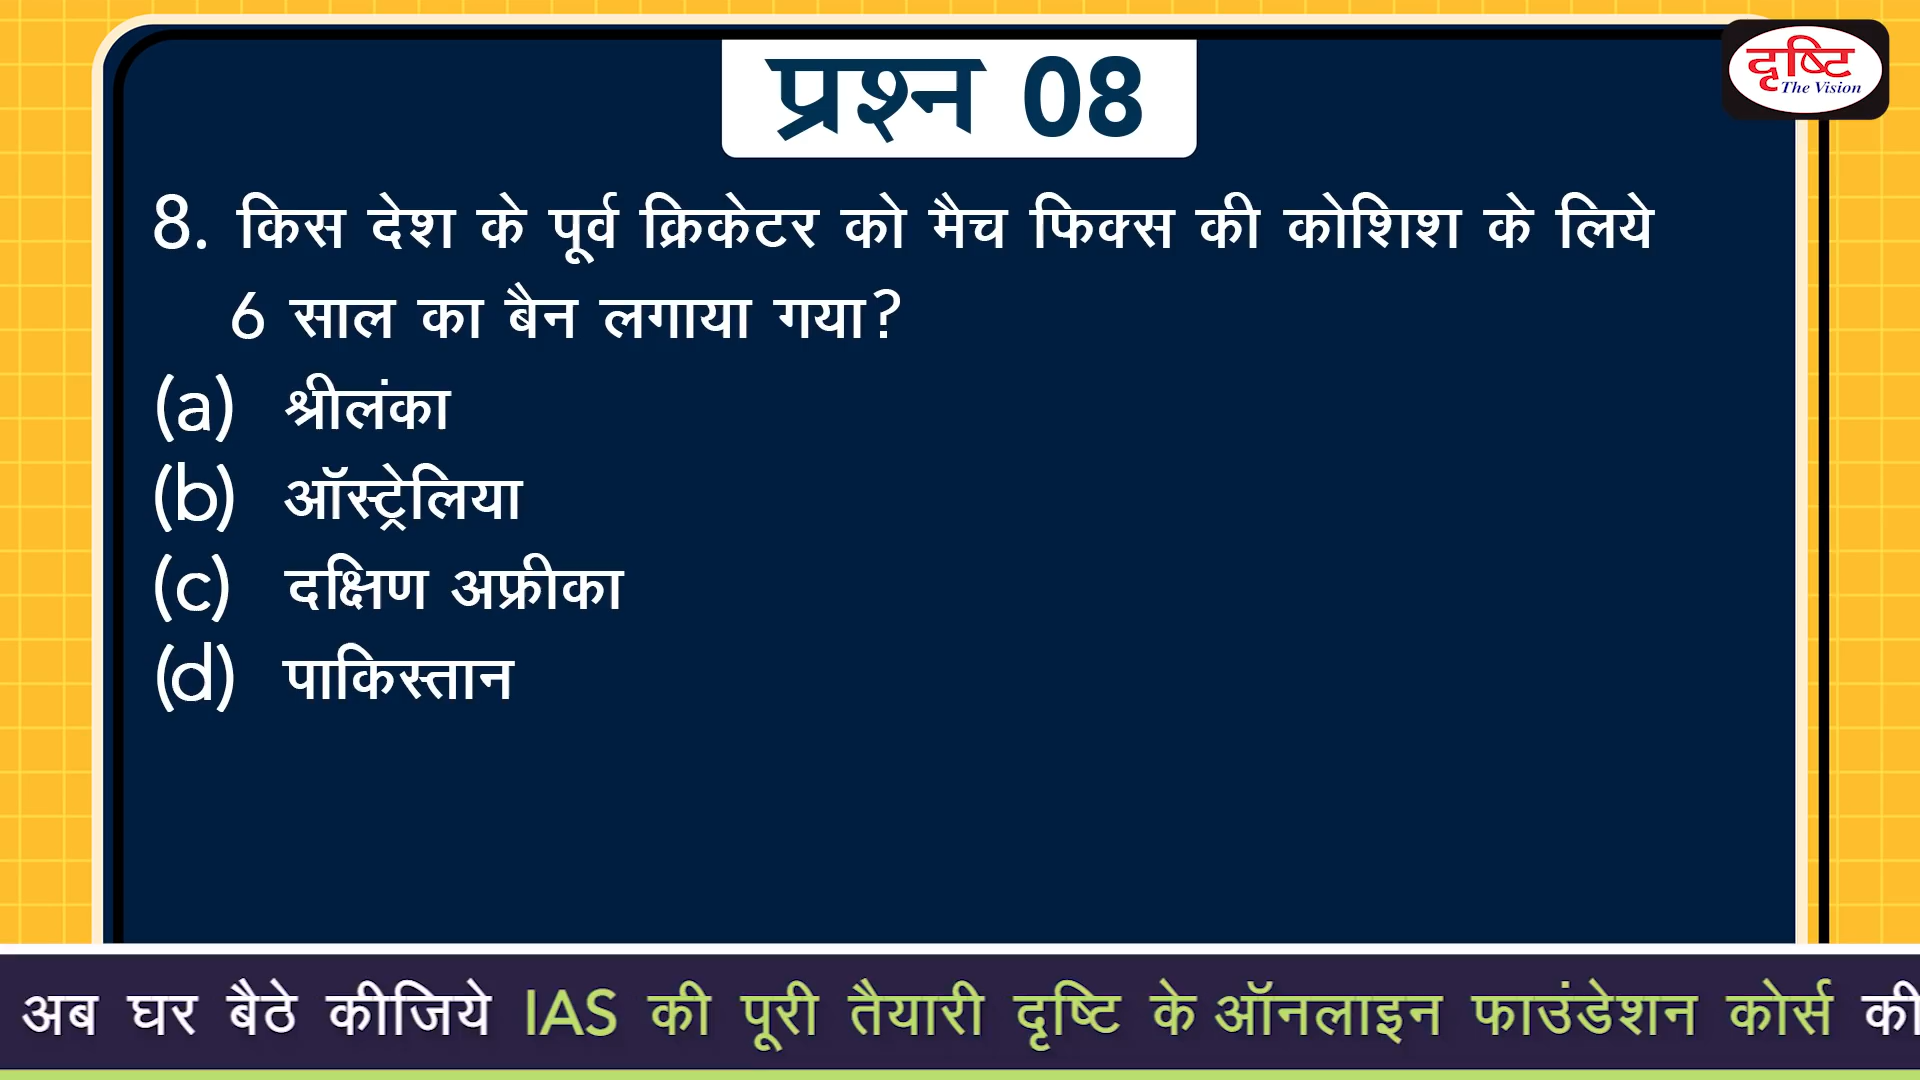 प्रश्न 08
दृष्टि
The Vision
8. किस देश के पूर्व क्रिकेटर को मैच फिक्स की कोशिश के लिये
6 साल का बैन लगाया गया?
(a) श्रीलंका
(b) ऑस्ट्रेलिया
(c) दक्षिण अफ्रीका
(d) पाकिस्तान
अब घर बैठे कीजिये IAS की पूरी तैयारी दृष्टि के ऑनलाइन फाउंडेशन कोर्स की